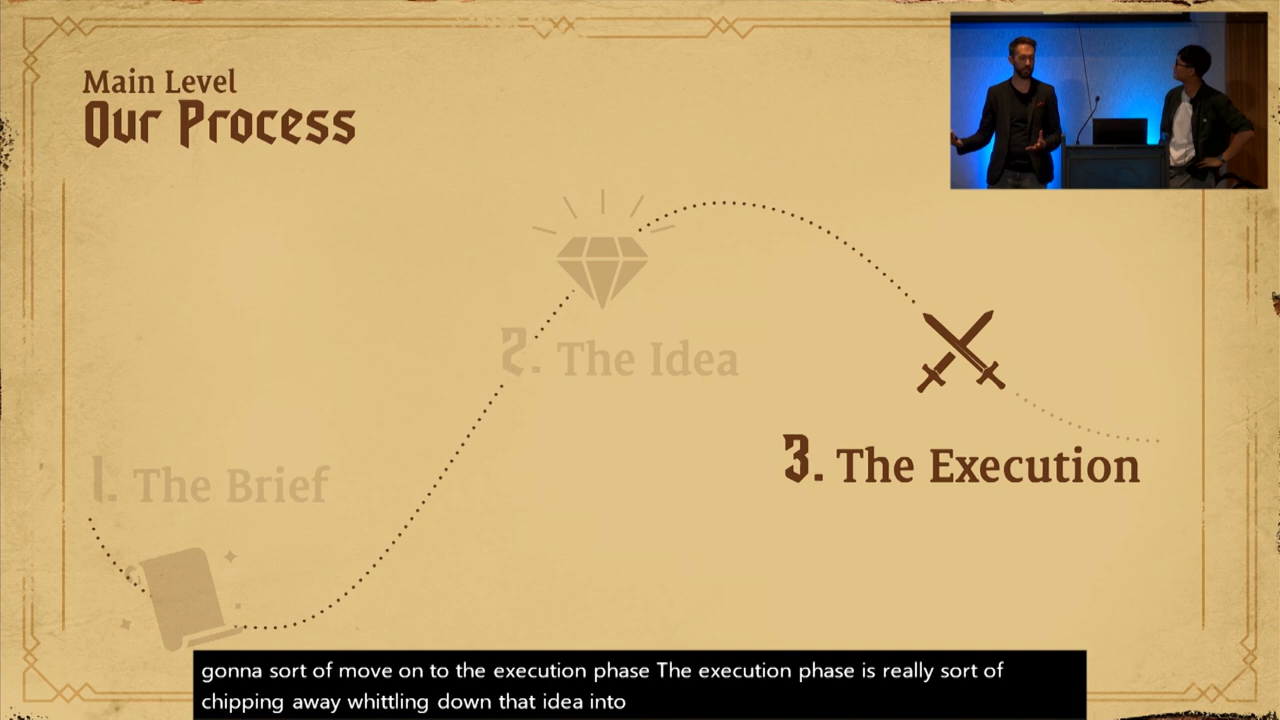 Main Level
Our Process
2. The Idea
3. The Execution
1. The Brief
gonna sort of move on to the execution phase The execution phase is really sort of
chipping away whittling down that idea into